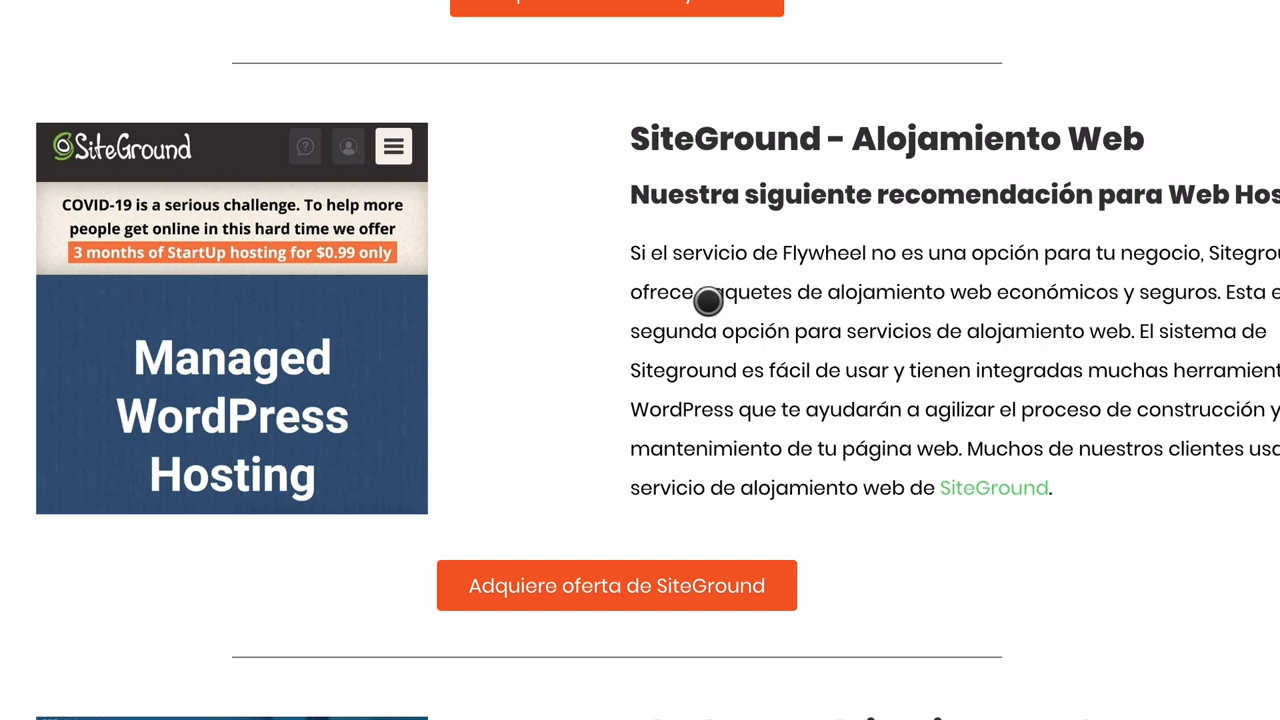 SiteGround
COVID-19 is a serious challenge. To help more
people get online in this hard time we offer
3 months of StartUp hosting for $0.99 only
Managed
WordPress
Hosting
SiteGround - Alojamiento Web
Nuestra siguiente recomendación para Web Hos
Si el servicio de Flywheel no es una opción para tu negocio, Sitegrou
ofrece de alojamiento web económicos y seguros. Esta e
segunda opción para servicios de alojamiento web. El sistema de
Siteground es fácil de usar y tienen integradas muchas herramient
WordPress que te ayudarán a agilizar el proceso de construcción y
mantenimiento de tu página web. Muchos de nuestros clientes usa
servicio de alojamiento web de SiteGround.
Adquiere oferta de SiteGround